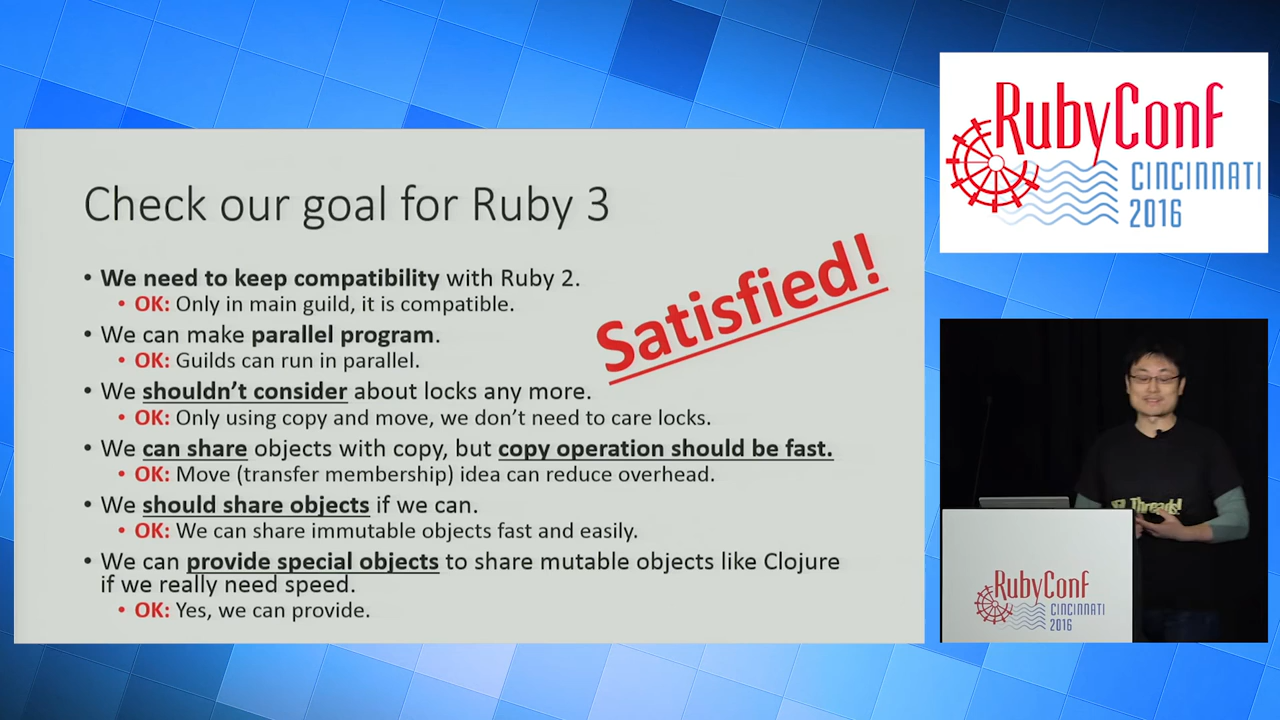 Check our goal for Ruby 3
• We need to keep compatibility with Ruby 2.
• OK: Only in main guild, it is compatible.
• We can make parallel program.
• OK: Guilds can run in parallel.
• We shouldn't consider about locks any more.
• OK: Only using copy and move, we don't need to care locks.
• We can share objects with copy, but copy operation should be fast.
• OK: Move (transfer membership) idea can reduce overhead.
• We should share objects if we can.
• OK: We can share immutable objects fast and easily.
• We can provide special objects to share mutable objects like Clojure
if we really need speed.
• OK: Yes, we can provide.
Satisfied!
RubyConf
CINCINNATI
2016
Threads!
RubyConf
CINCINNATI
2016